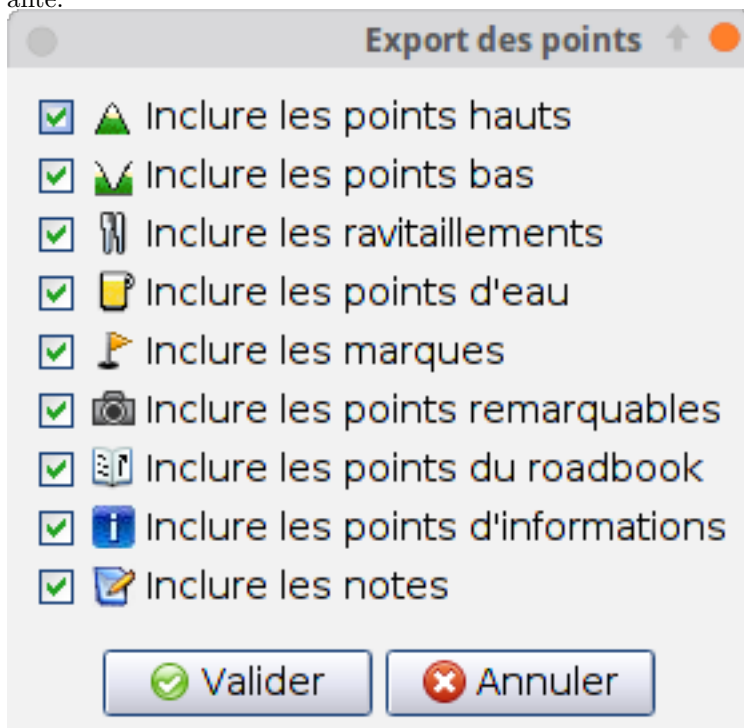 ante.
Export des points
Inclure les points hauts
Inclure les points bas
Inclure les ravitaillements
Inclure les points d'eau
Inclure les marques
Inclure les points remarquables
Inclure les points du roadbook
Inclure les points d'informations
Inclure les notes
Valider
Annuler